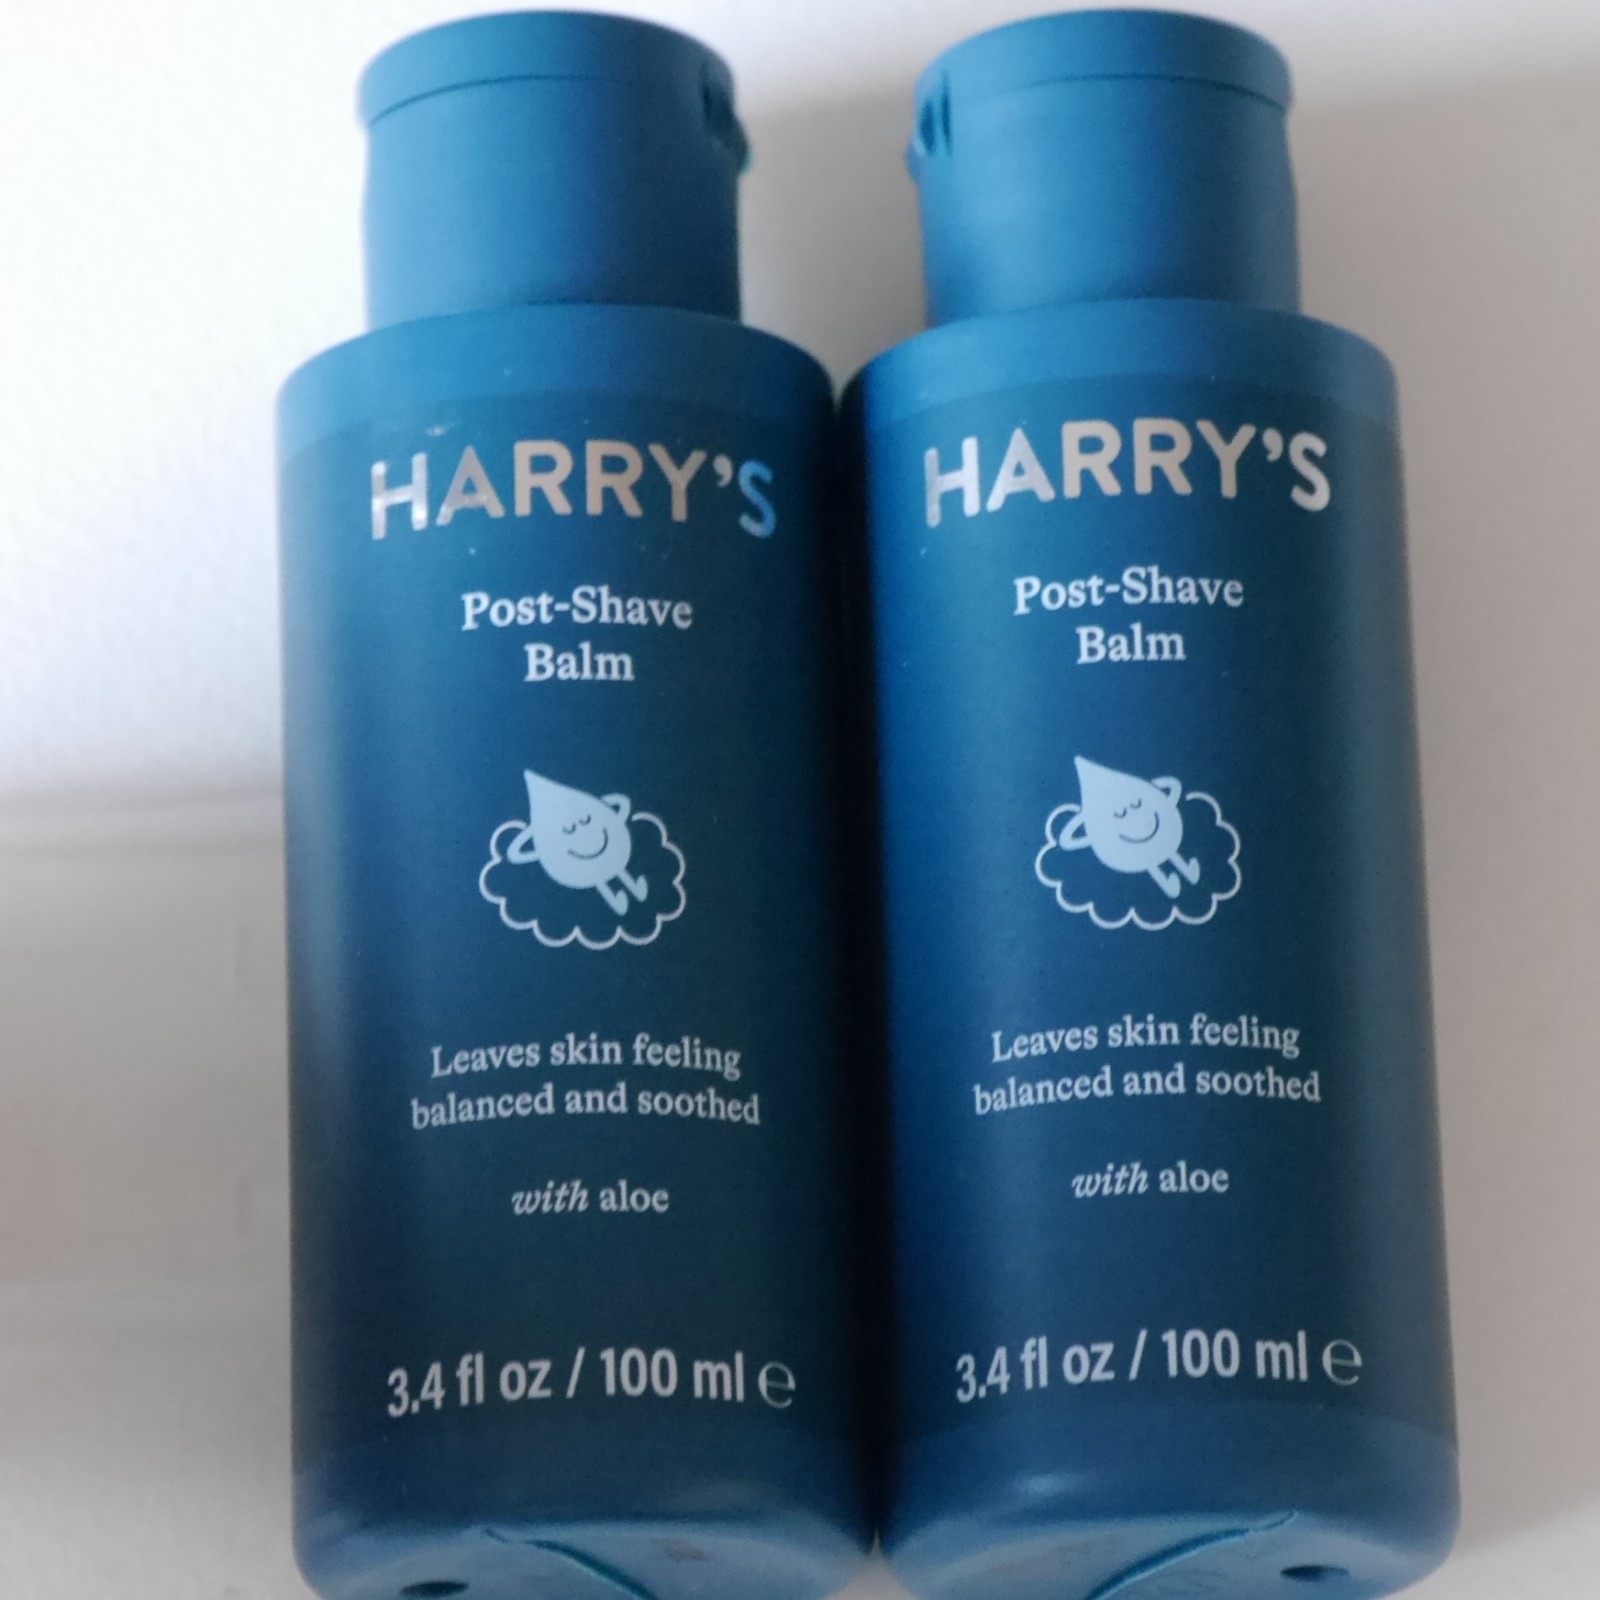 HARRY'S
Post-Shave
Balm
Leaves skin feeling
balanced and soothed
with aloe
3.4 fl oz / 100 ml ℮
HARRY'S
Post-Shave
Balm
Leaves skin feeling
balanced and soothed
with aloe
3.4 fl oz / 100 ml ℮